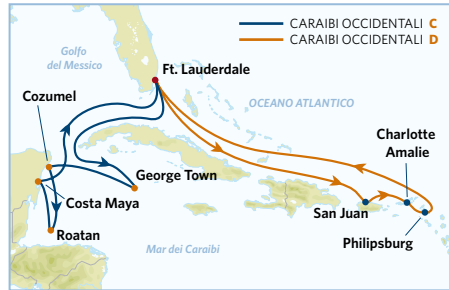 CARAIBI OCCIDENTALI C
CARAIBI OCCIDENTALI D
Golfo
del Messico
Ft. Lauderdale
Cozumel
OCEANO ATLANTICO
Charlotte
Amalie
George Town
Costa Maya
San Juan
Roatan
Philipsburg
Mar dei Caraibi